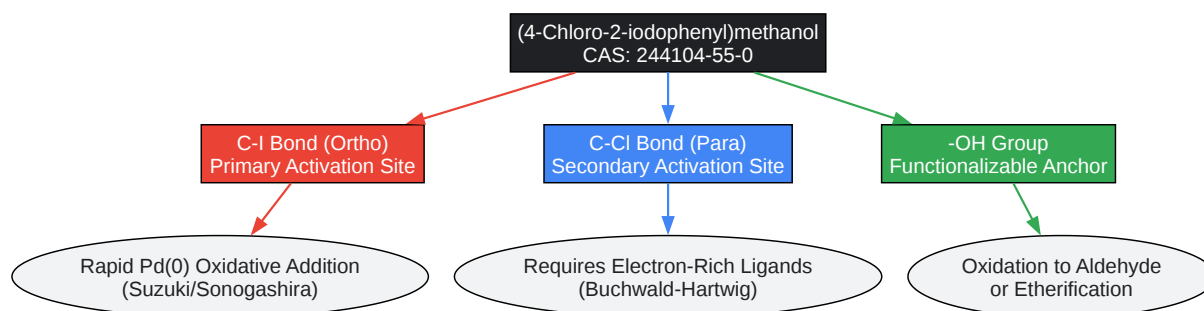 (4-Chloro-2-iodophenyl)methanol
CAS: 244104-55-0
C-I Bond (Ortho)
Primary Activation Site
C-Cl Bond (Para)
Secondary Activation Site
-OH Group
Functionalizable Anchor
Rapid Pd(0) Oxidative Addition
(Suzuki/Sonogashira)
Requires Electron-Rich Ligands
(Buchwald-Hartwig)
Oxidation to Aldehyde
or Etherification